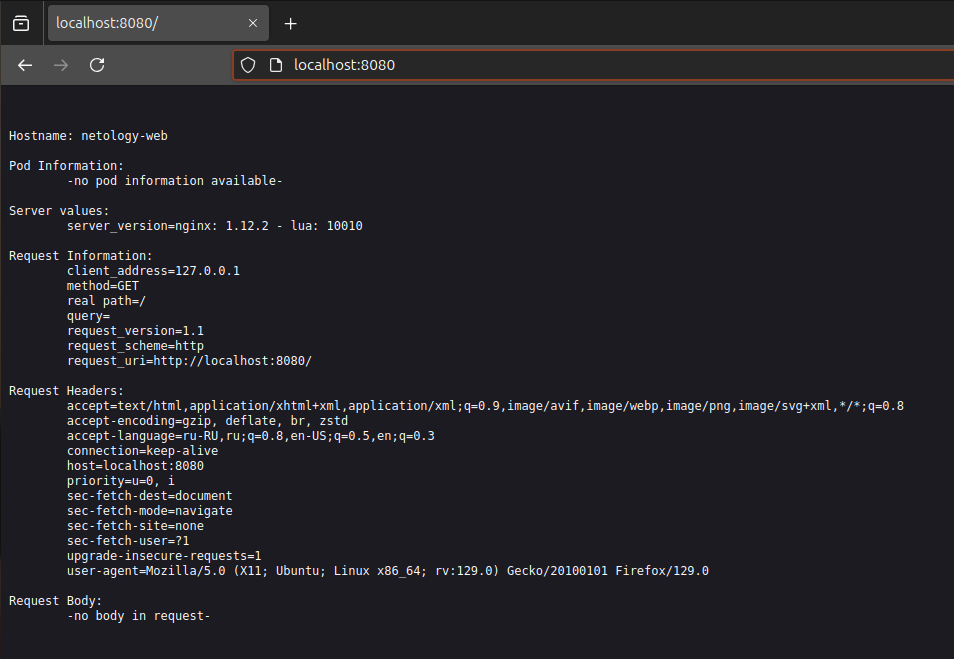 localhost:8080/
localhost:8080
Hostname: netology-web
Pod Information:
-no pod information available-
Server values:
server_version=nginx: 1.12.2 - lua: 10010
Request Information:
client_address=127.0.0.1
method=GET
real path=/
query=
request_version=1.1
request_scheme=http
request_uri=http://localhost:8080/
Request Headers:
accept=text/html,application/xhtml+xml,application/xml;q=0.9,image/avif,image/webp,image/png,image/svg+xml,*/*;q=0.8
accept-encoding=gzip, deflate, br, zstd
accept-language=ru-RU,ru;q=0.8,en-US;q=0.5,en;q=0.3
connection=keep-alive
host=localhost:8080
priority=u=0, i
sec-fetch-dest=document
sec-fetch-mode=navigate
sec-fetch-site=none
sec-fetch-user=?1
upgrade-insecure-requests=1
user-agent=Mozilla/5.0 (X11; Ubuntu; Linux x86_64; rv:129.0) Gecko/20100101 Firefox/129.0
Request Body:
-no body in request-